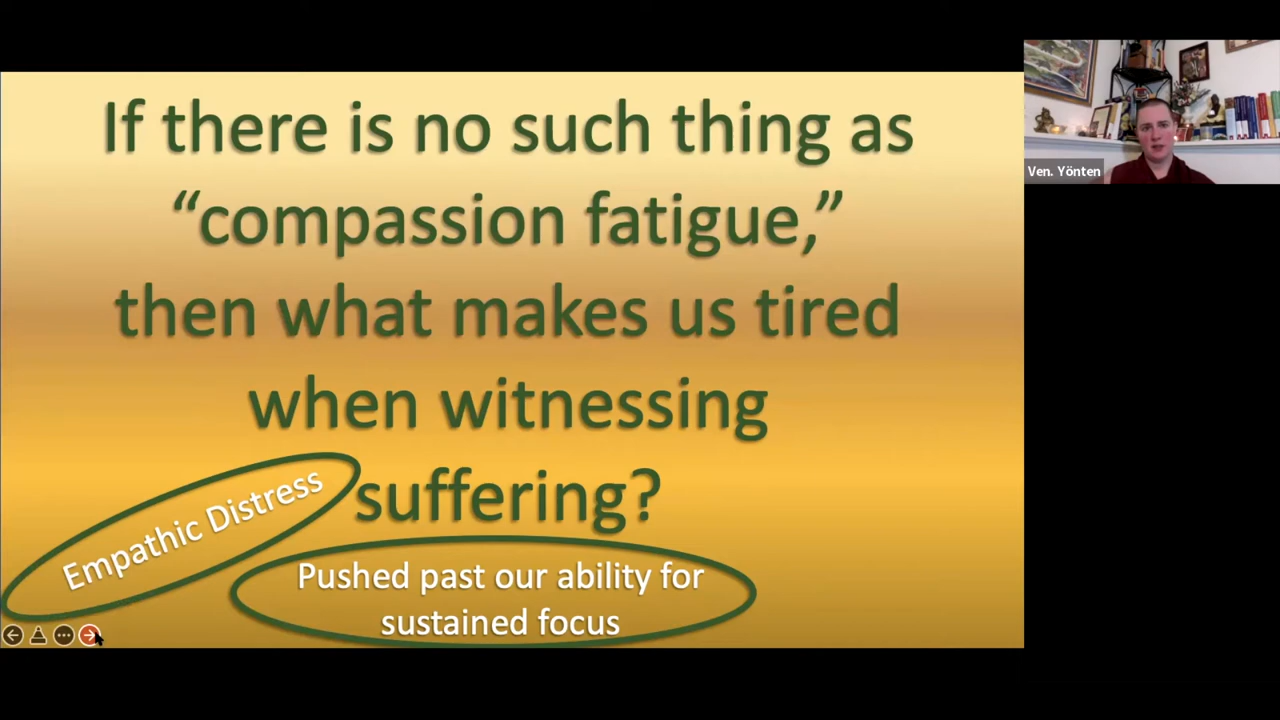 If there is no such thing as
“compassion fatigue,”
then what makes us tired
when witnessing
suffering?
Empathic Distress
Pushed past our ability for
sustained focus
Ven. Yönten